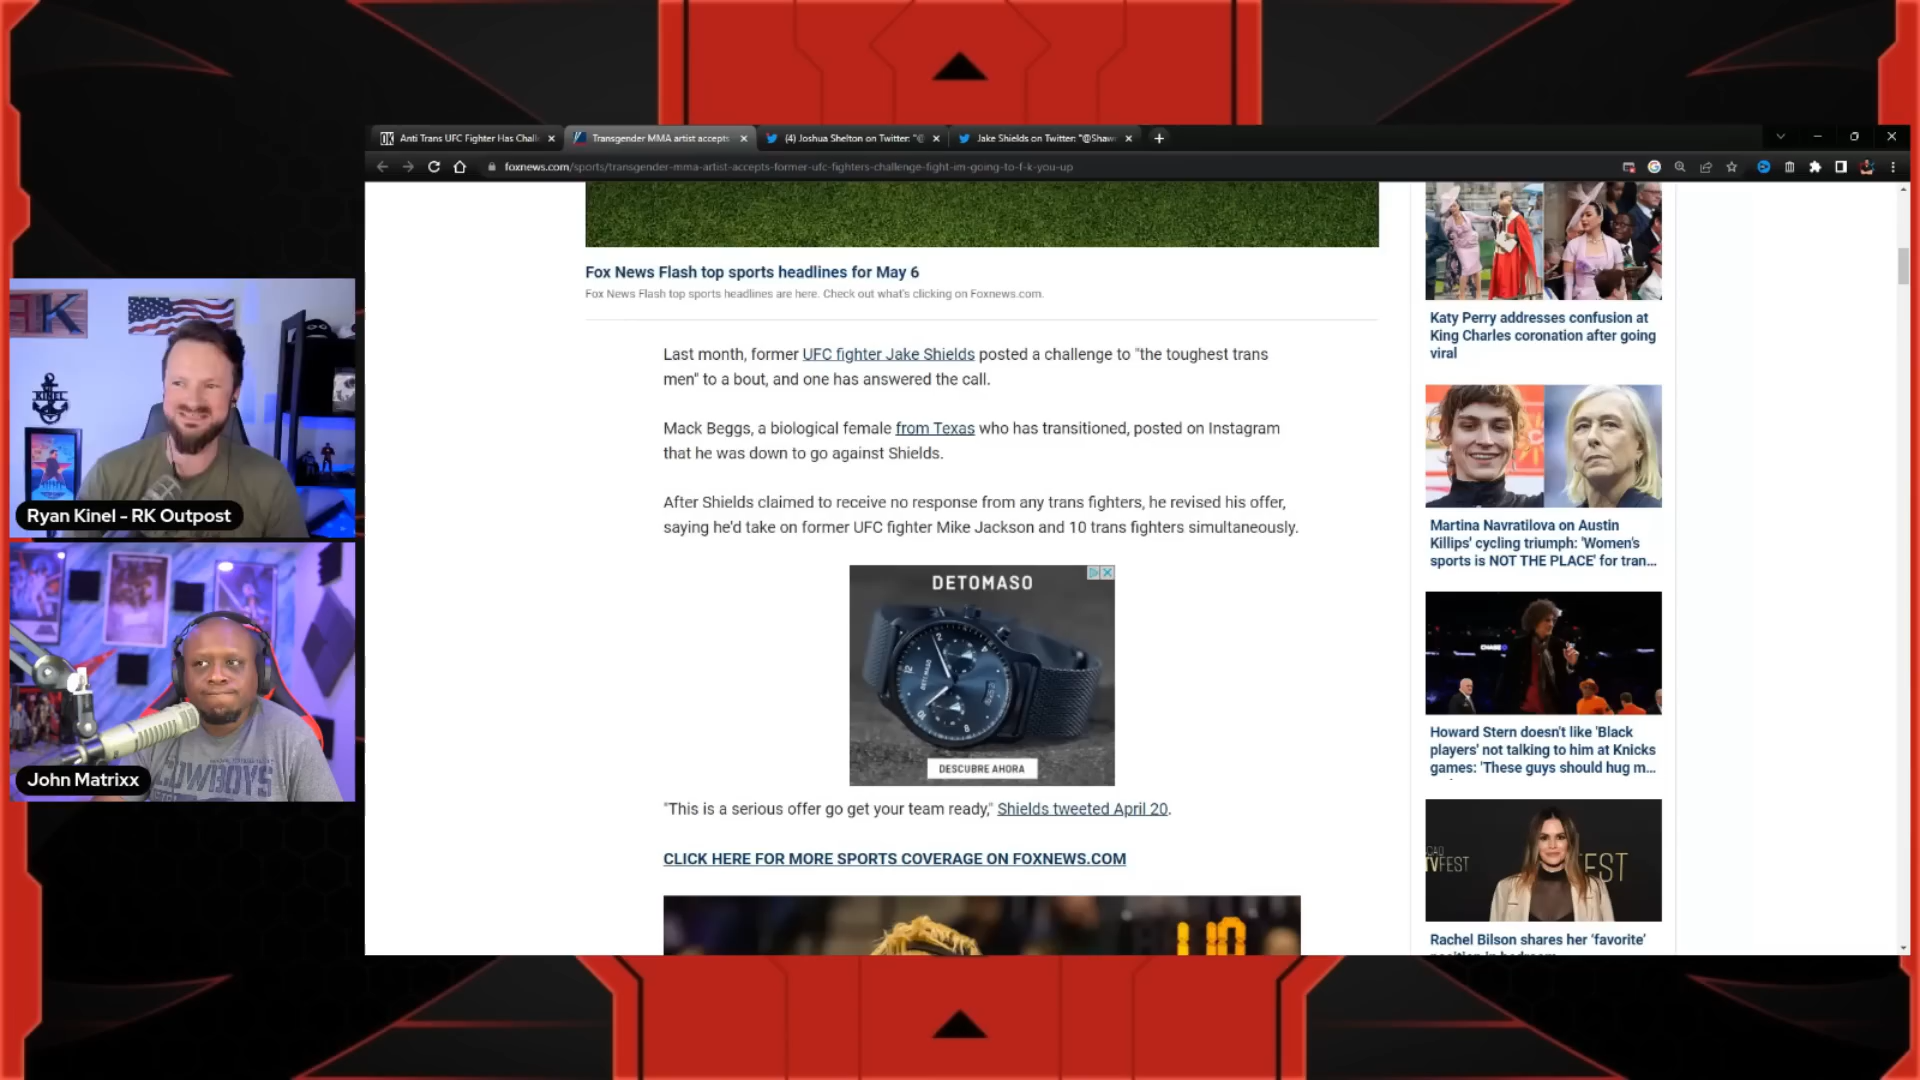 Anti Trans UFC Fighter Has Chall
Transgender MMA artist accepts
(4) Joshua Shelton on Twitter: "@
Jake Shields on Twitter: "@Shaw
foxnews.com/sports/transgender-mma-artist-accepts-former-ufc-fighters-challenge-fight-im-going-to-f-k-you-up
Fox News Flash top sports headlines for May 6
Fox News Flash top sports headlines are here. Check out what's clicking on Foxnews.com.
Last month, former UFC fighter Jake Shields posted a challenge to "the toughest trans
men" to a bout, and one has answered the call.
Mack Beggs, a biological female from Texas who has transitioned, posted on Instagram
that he was down to go against Shields.
After Shields claimed to receive no response from any trans fighters, he revised his offer,
saying he'd take on former UFC fighter Mike Jackson and 10 trans fighters simultaneously.
DETOMASO
DESCUBRE AHORA
"This is a serious offer go get your team ready," Shields tweeted April 20.
CLICK HERE FOR MORE SPORTS COVERAGE ON FOXNEWS.COM
Katy Perry addresses confusion at
King Charles coronation after going
viral
Martina Navratilova on Austin
Killips' cycling triumph: 'Women's
sports is NOT THE PLACE' for tran...
CHASE
Howard Stern doesn't like 'Black
players' not talking to him at Knicks
games: 'These guys should hug m...
TVFEST
FEST
Rachel Bilson shares her 'favorite'
KINEL
Ryan Kinel - RK Outpost
COWBOYS
John Matrixx